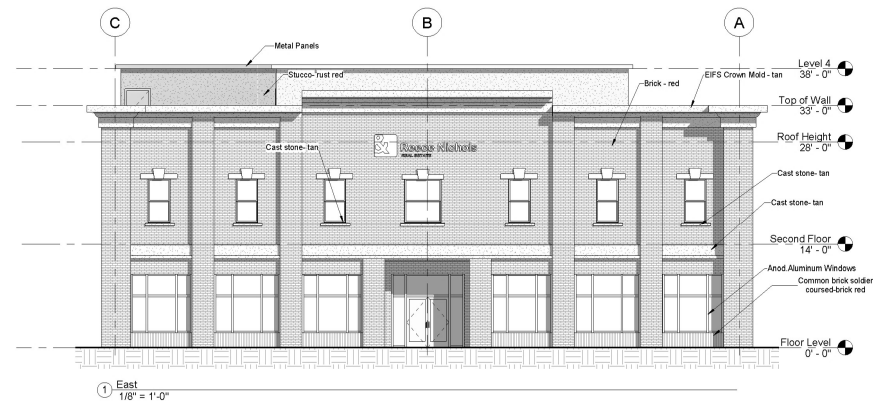 C
B
A
Metal Panels
Stucco- rust red
Brick - red
EIFS Crown Mold - tan
Level 4
38' - 0"
Top of Wall
33' - 0"
Roof Height
28' - 0"
Cast stone- tan
& Reece Nichols
REAL ESTATE
Cast stone- tan
Cast stone- tan
Second Floor
14' - 0"
Anod.Aluminum Windows
Common brick soldier
coursed-brick red
Floor Level
0' - 0"
1 East
1/8" = 1'-0"